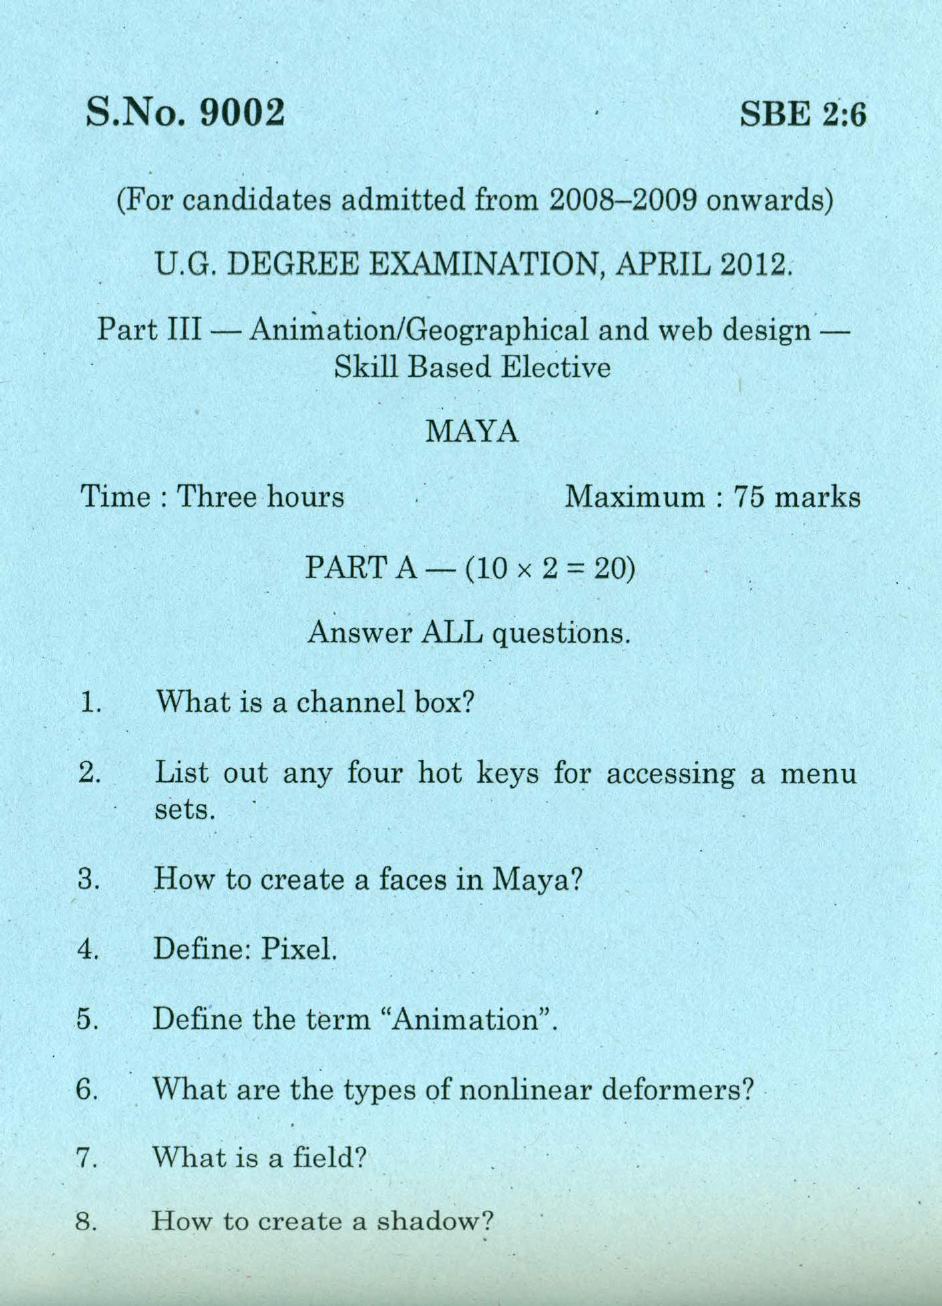 S.No. 9002 SBE 2:6
(For candidates admitted from 2008–2009 onwards)
U.G. DEGREE EXAMINATION, APRIL 2012.
Part III — Animation/Geographical and web design —
Skill Based Elective
MAYA
Time : Three hours Maximum : 75 marks
PART A — (10 × 2 = 20)
Answer ALL questions.
1. What is a channel box?
2. List out any four hot keys for accessing a menu
sets.
3. How to create a faces in Maya?
4. Define: Pixel.
5. Define the term “Animation”.
6. What are the types of nonlinear deformers?
7. What is a field?
8. How to create a shadow?